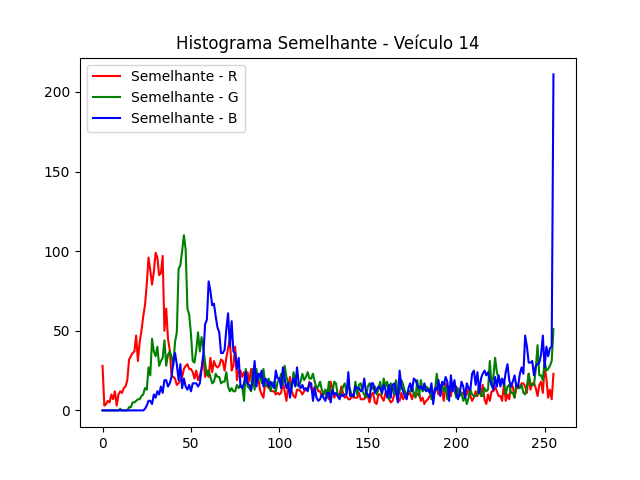 Histograma Semelhante - Veículo 14
Semelhante - R
Semelhante - G
Semelhante - B
200
150
100
50
0
0 50 100 150 200 250